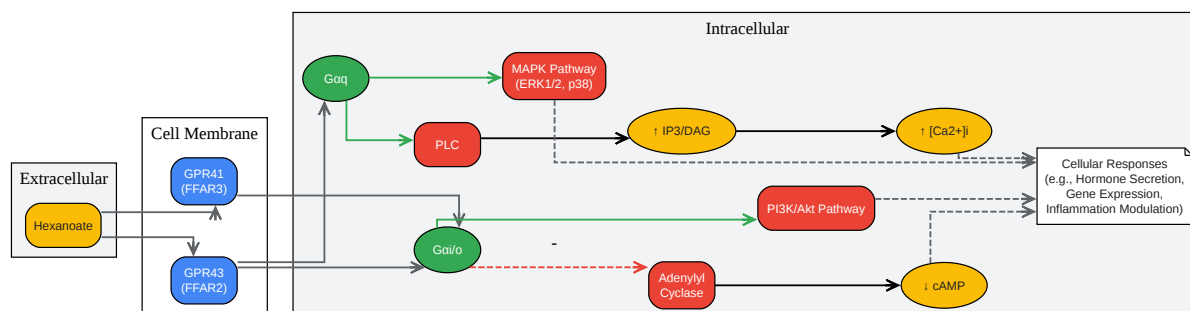 Intracellular
Gαq
MAPK Pathway
(ERK1/2, p38)
PLC
↑ IP3/DAG
↑ [Ca2+]i
Cell Membrane
GPR41
(FFAR3)
Extracellular
Hexanoate
GPR43
(FFAR2)
Gαi/o
-
PI3K/Akt Pathway
Adenylyl
Cyclase
↓ cAMP
Cellular Responses
(e.g., Hormone Secretion,
Gene Expression,
Inflammation Modulation)